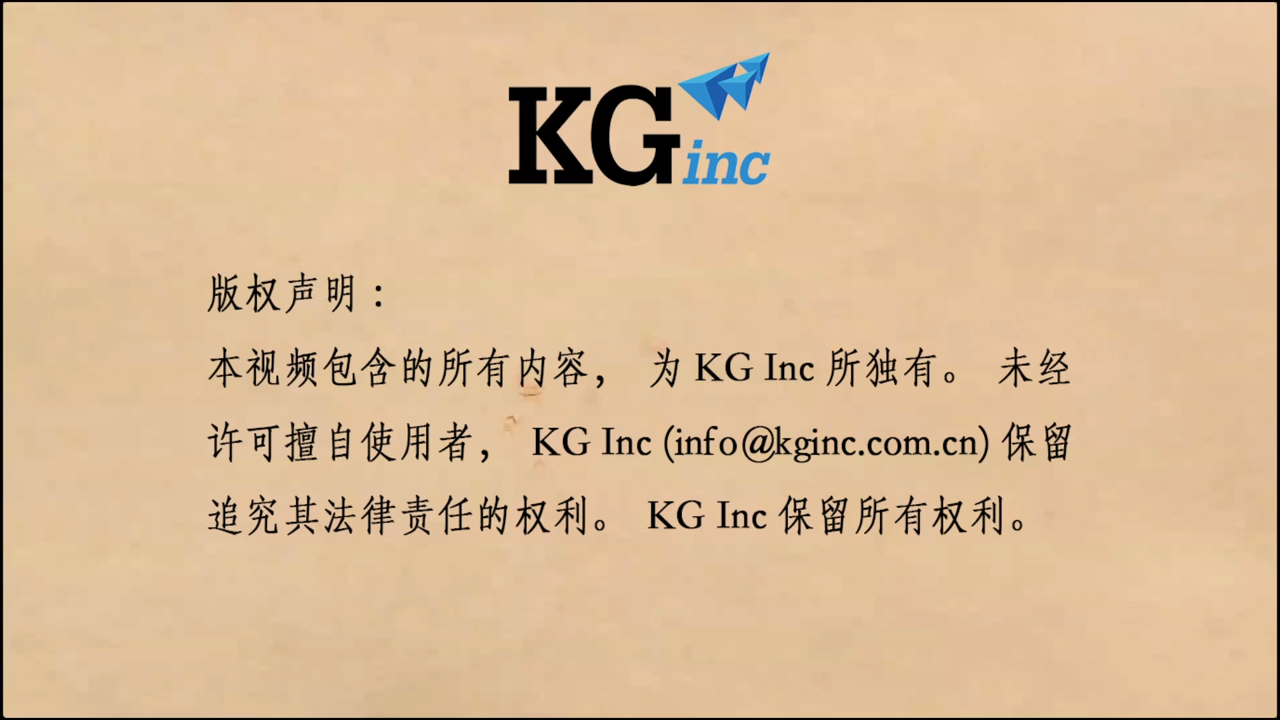 KG inc
版权声明：
本视频包含的所有内容， 为 KG Inc 所独有。 未经
许可擅自使用者， KG Inc (info@kginc.com.cn) 保留
追究其法律责任的权利。 KG Inc 保留所有权利。